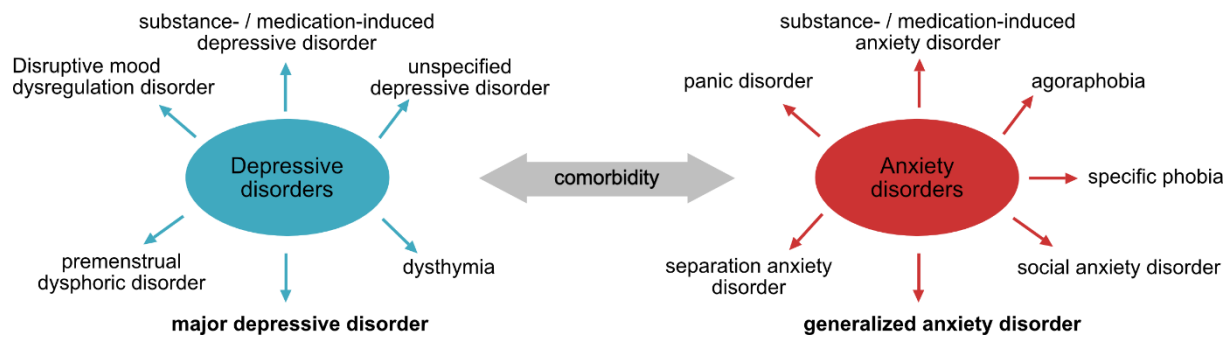 substance- / medication-induced
depressive disorder
Disruptive mood
dysregulation disorder
unspecified
depressive disorder
Depressive
disorders
premenstrual
dysphoric disorder
dysthymia
major depressive disorder
comorbidity
substance- / medication-induced
anxiety disorder
panic disorder
agoraphobia
Anxiety
disorders
specific phobia
separation anxiety
disorder
social anxiety disorder
generalized anxiety disorder